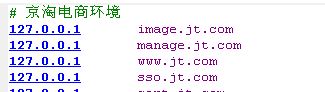 # 京淘电商环境
127.0.0.1 image.jt.com
127.0.0.1 manage.jt.com
127.0.0.1 www.jt.com
127.0.0.1 sso.jt.com